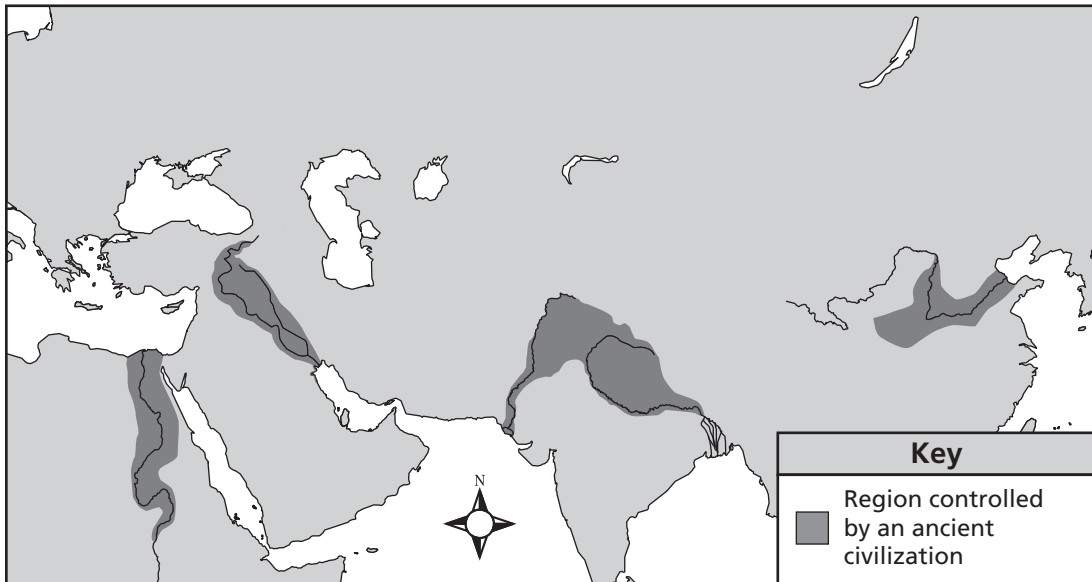 N
Key
Region controlled
by an ancient
civilization